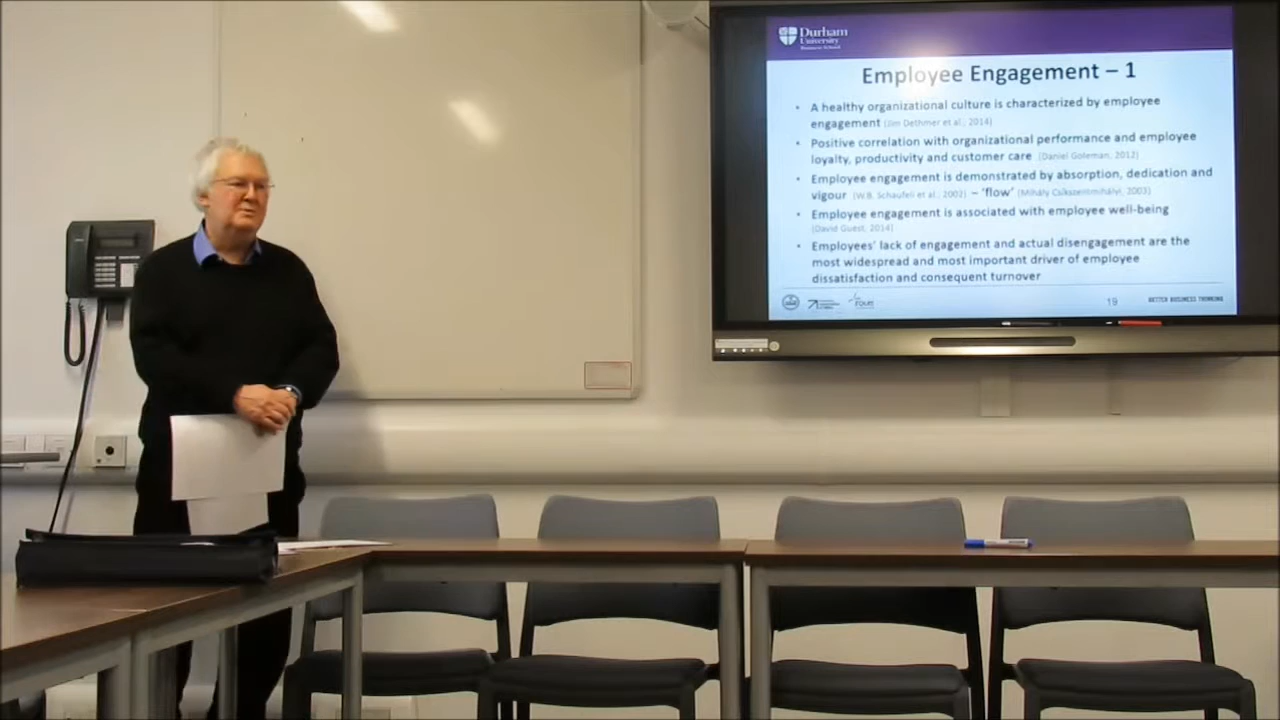 Durham
University
Business School
Employee Engagement – 1
• A healthy organizational culture is characterized by employee
engagement (Jim Dethmer et al., 2014)
• Positive correlation with organizational performance and employee
loyalty, productivity and customer care (Daniel Goleman, 2012)
• Employee engagement is demonstrated by absorption, dedication and
vigour (W.B. Schaufeli et al., 2002) – 'flow' (Mihály Csíkszentmihályi, 2003)
• Employee engagement is associated with employee well-being
(David Guest, 2014)
• Employees' lack of engagement and actual disengagement are the
most widespread and most important driver of employee
dissatisfaction and consequent turnover
19
BETTER BUSINESS THINKING